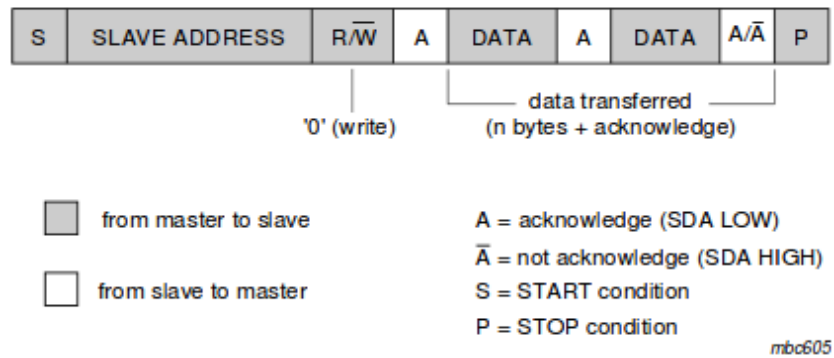 S SLAVE ADDRESS R/W̅ A DATA A DATA A/A̅ P
data transferred
'0' (write) (n bytes + acknowledge)
from master to slave
from slave to master
A = acknowledge (SDA LOW)
A̅ = not acknowledge (SDA HIGH)
S = START condition
P = STOP condition
mbc605